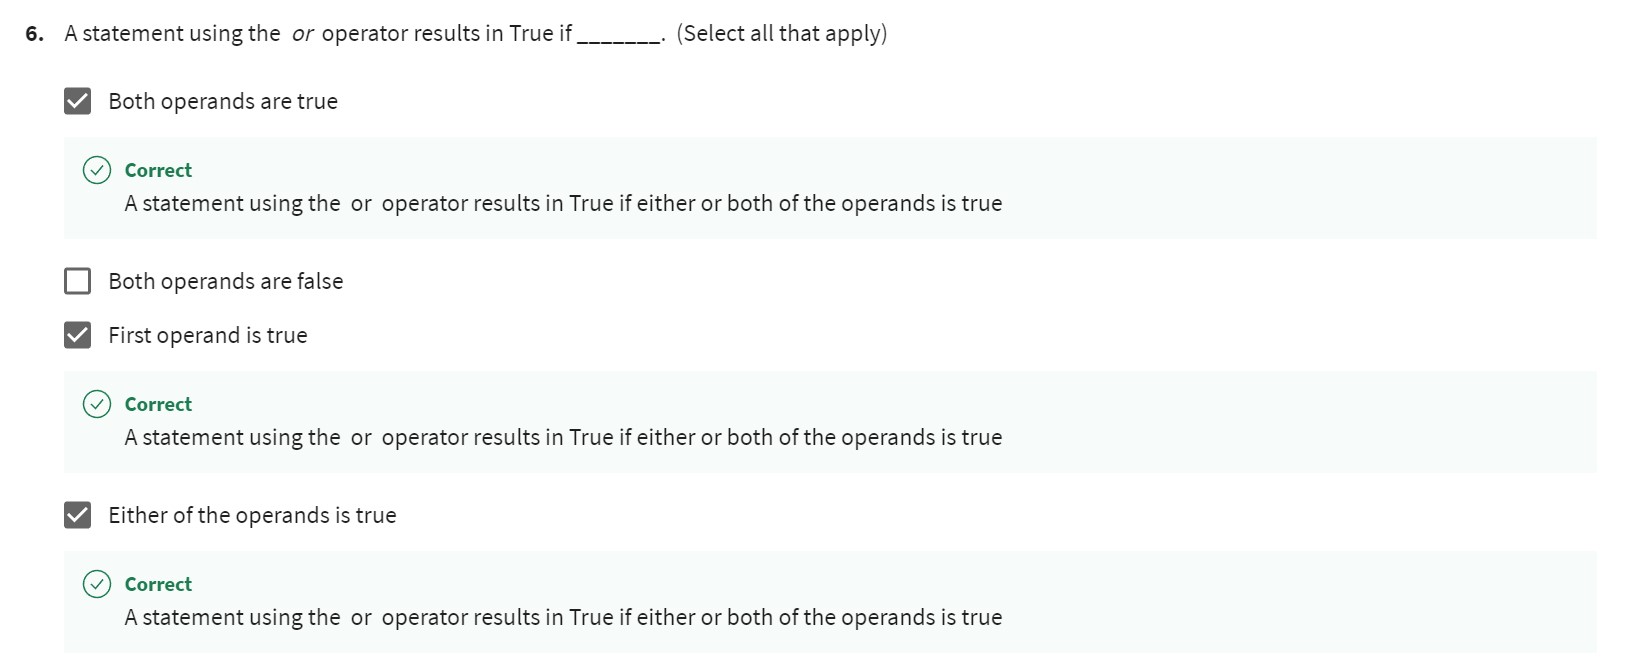 6. A statement using the or operator results in True if _______. (Select all that apply)
Both operands are true
Correct
A statement using the or operator results in True if either or both of the operands is true
Both operands are false
First operand is true
Correct
A statement using the or operator results in True if either or both of the operands is true
Either of the operands is true
Correct
A statement using the or operator results in True if either or both of the operands is true